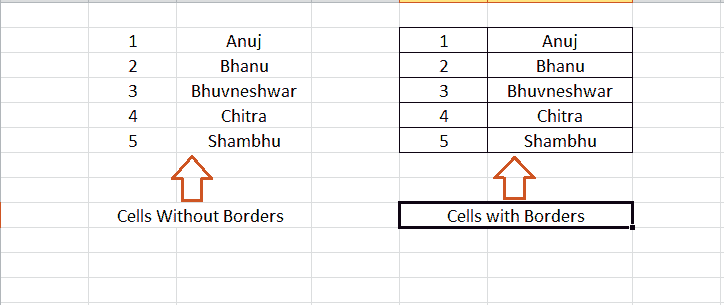 1 Anuj 1 Anuj
2 Bhanu 2 Bhanu
3 Bhuvneshwar 3 Bhuvneshwar
4 Chitra 4 Chitra
5 Shambhu 5 Shambhu
Cells Without Borders Cells with Borders